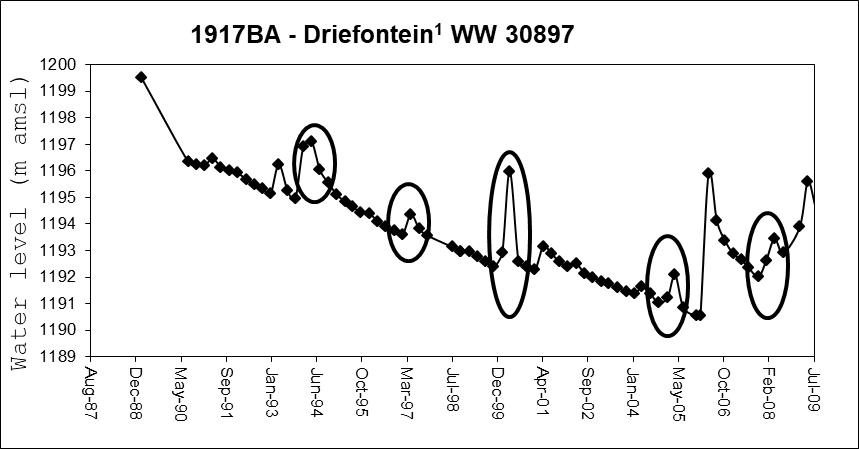 1917BA - Driefontein¹ WW 30897
Water level (m amsl)
1200
1199
1198
1197
1196
1195
1194
1193
1192
1191
1190
1189
Aug-87
Dec-88
May-90
Sep-91
Jan-93
Jun-94
Oct-95
Mar-97
Jul-98
Dec-99
Apr-01
Sep-02
Jan-04
May-05
Oct-06
Feb-08
Jul-09